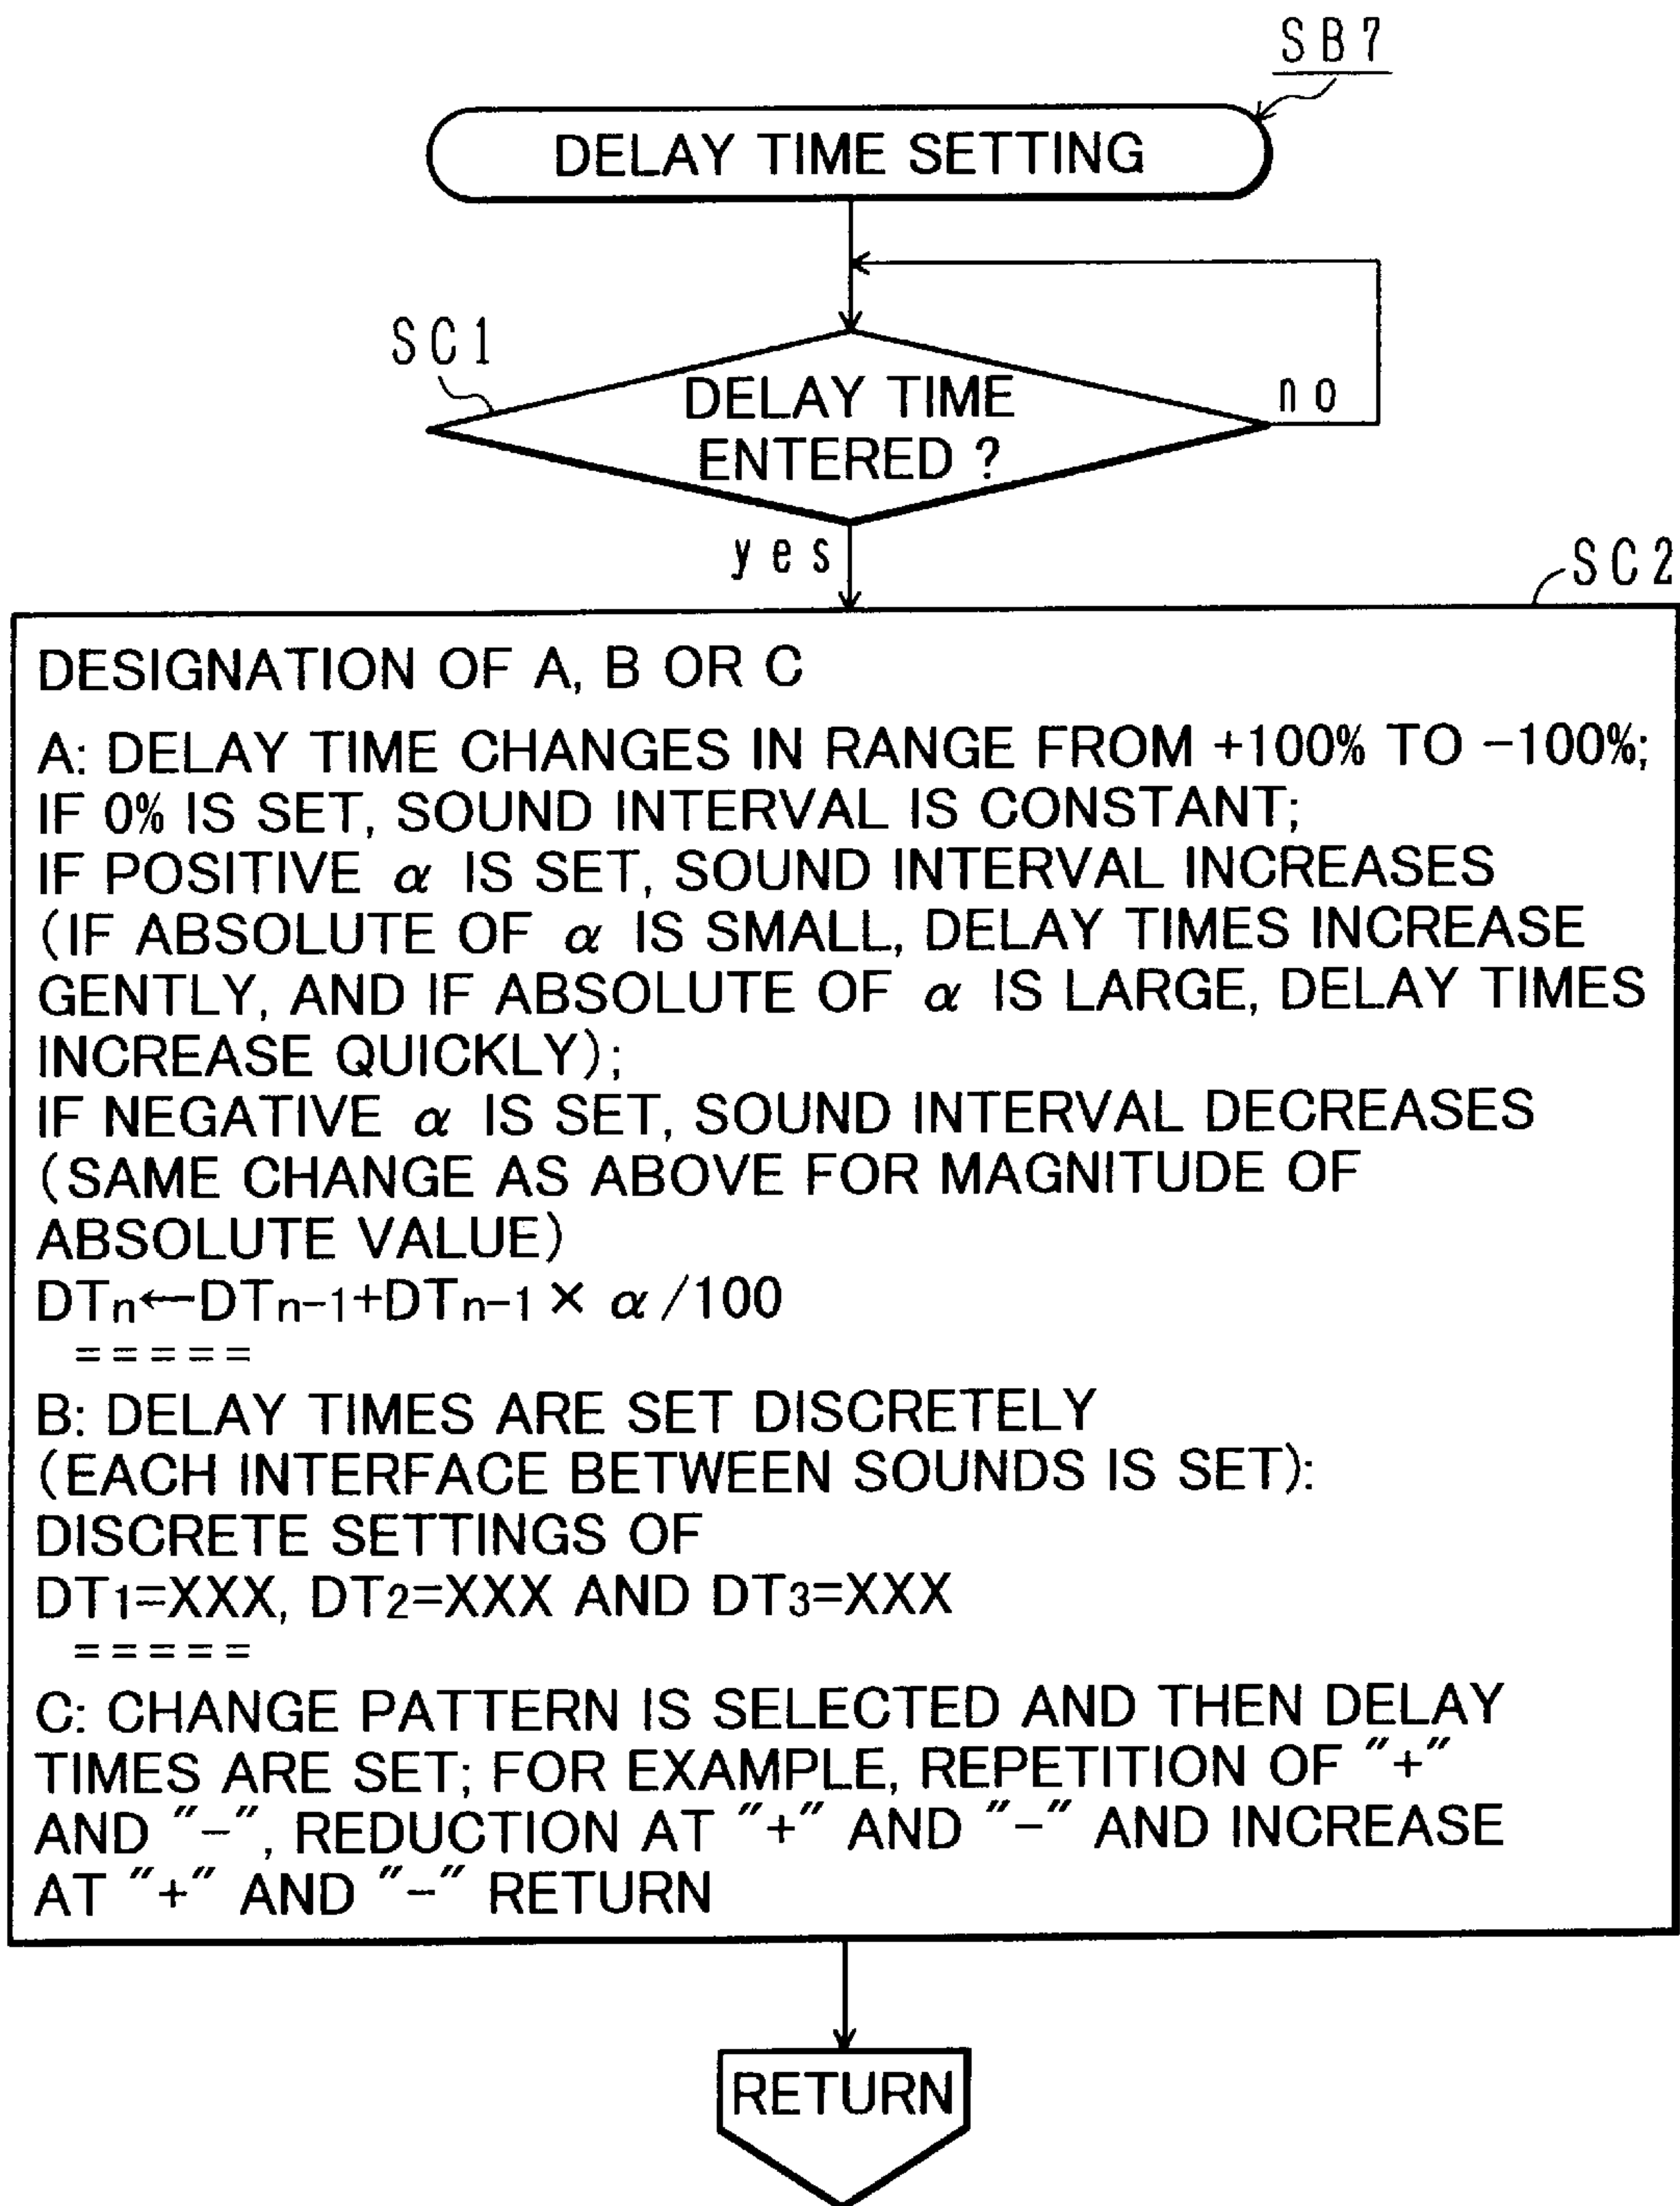 SB7
DELAY TIME SETTING
SC1
DELAY TIME
ENTERED ?
no
yes
SC2
DESIGNATION OF A, B OR C
A: DELAY TIME CHANGES IN RANGE FROM +100% TO −100%;
IF 0% IS SET, SOUND INTERVAL IS CONSTANT;
IF POSITIVE α IS SET, SOUND INTERVAL INCREASES
(IF ABSOLUTE OF α IS SMALL, DELAY TIMES INCREASE
GENTLY, AND IF ABSOLUTE OF α IS LARGE, DELAY TIMES
INCREASE QUICKLY);
IF NEGATIVE α IS SET, SOUND INTERVAL DECREASES
(SAME CHANGE AS ABOVE FOR MAGNITUDE OF
ABSOLUTE VALUE)
DTn←DTn−1+DTn−1× α/100
=====
B: DELAY TIMES ARE SET DISCRETELY
(EACH INTERFACE BETWEEN SOUNDS IS SET):
DISCRETE SETTINGS OF
DT1=XXX, DT2=XXX AND DT3=XXX
=====
C: CHANGE PATTERN IS SELECTED AND THEN DELAY
TIMES ARE SET; FOR EXAMPLE, REPETITION OF "+"
AND "−", REDUCTION AT "+" AND "−" AND INCREASE
AT "+" AND "−" RETURN
RETURN